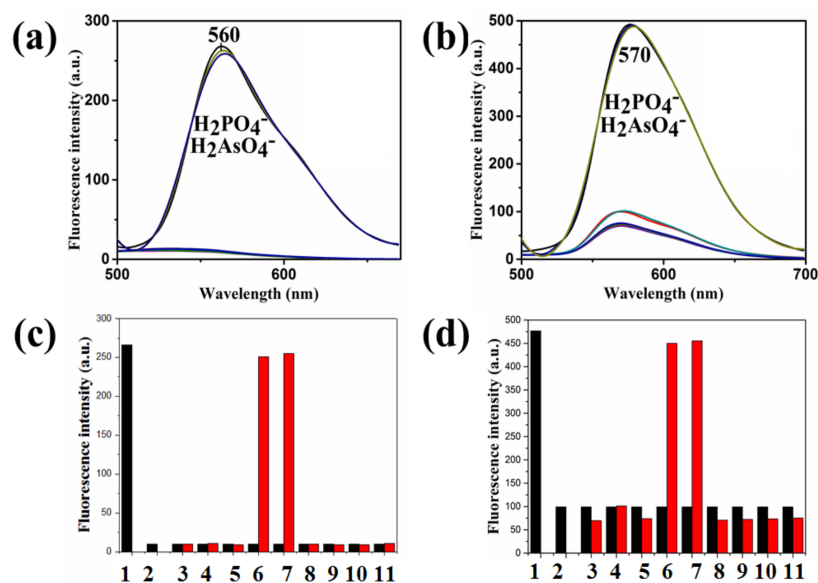 (a)
300
200
100
0
560
H2PO4-
H2AsO4-
500
600
Wavelength (nm)
Fluorescence intensity (a.u.)
(b)
500
400
300
200
100
0
570
H2PO4-
H2AsO4-
500
600
700
Wavelength (nm)
Fluorescence intensity (a.u.)
(c)
300
250
200
150
100
50
0
1 2 3 4 5 6 7 8 9 10 11
Fluorescence intensity (a.u.)
(d)
500
450
400
350
300
250
200
150
100
50
0
1 2 3 4 5 6 7 8 9 10 11
Fluorescence intensity (a.u.)